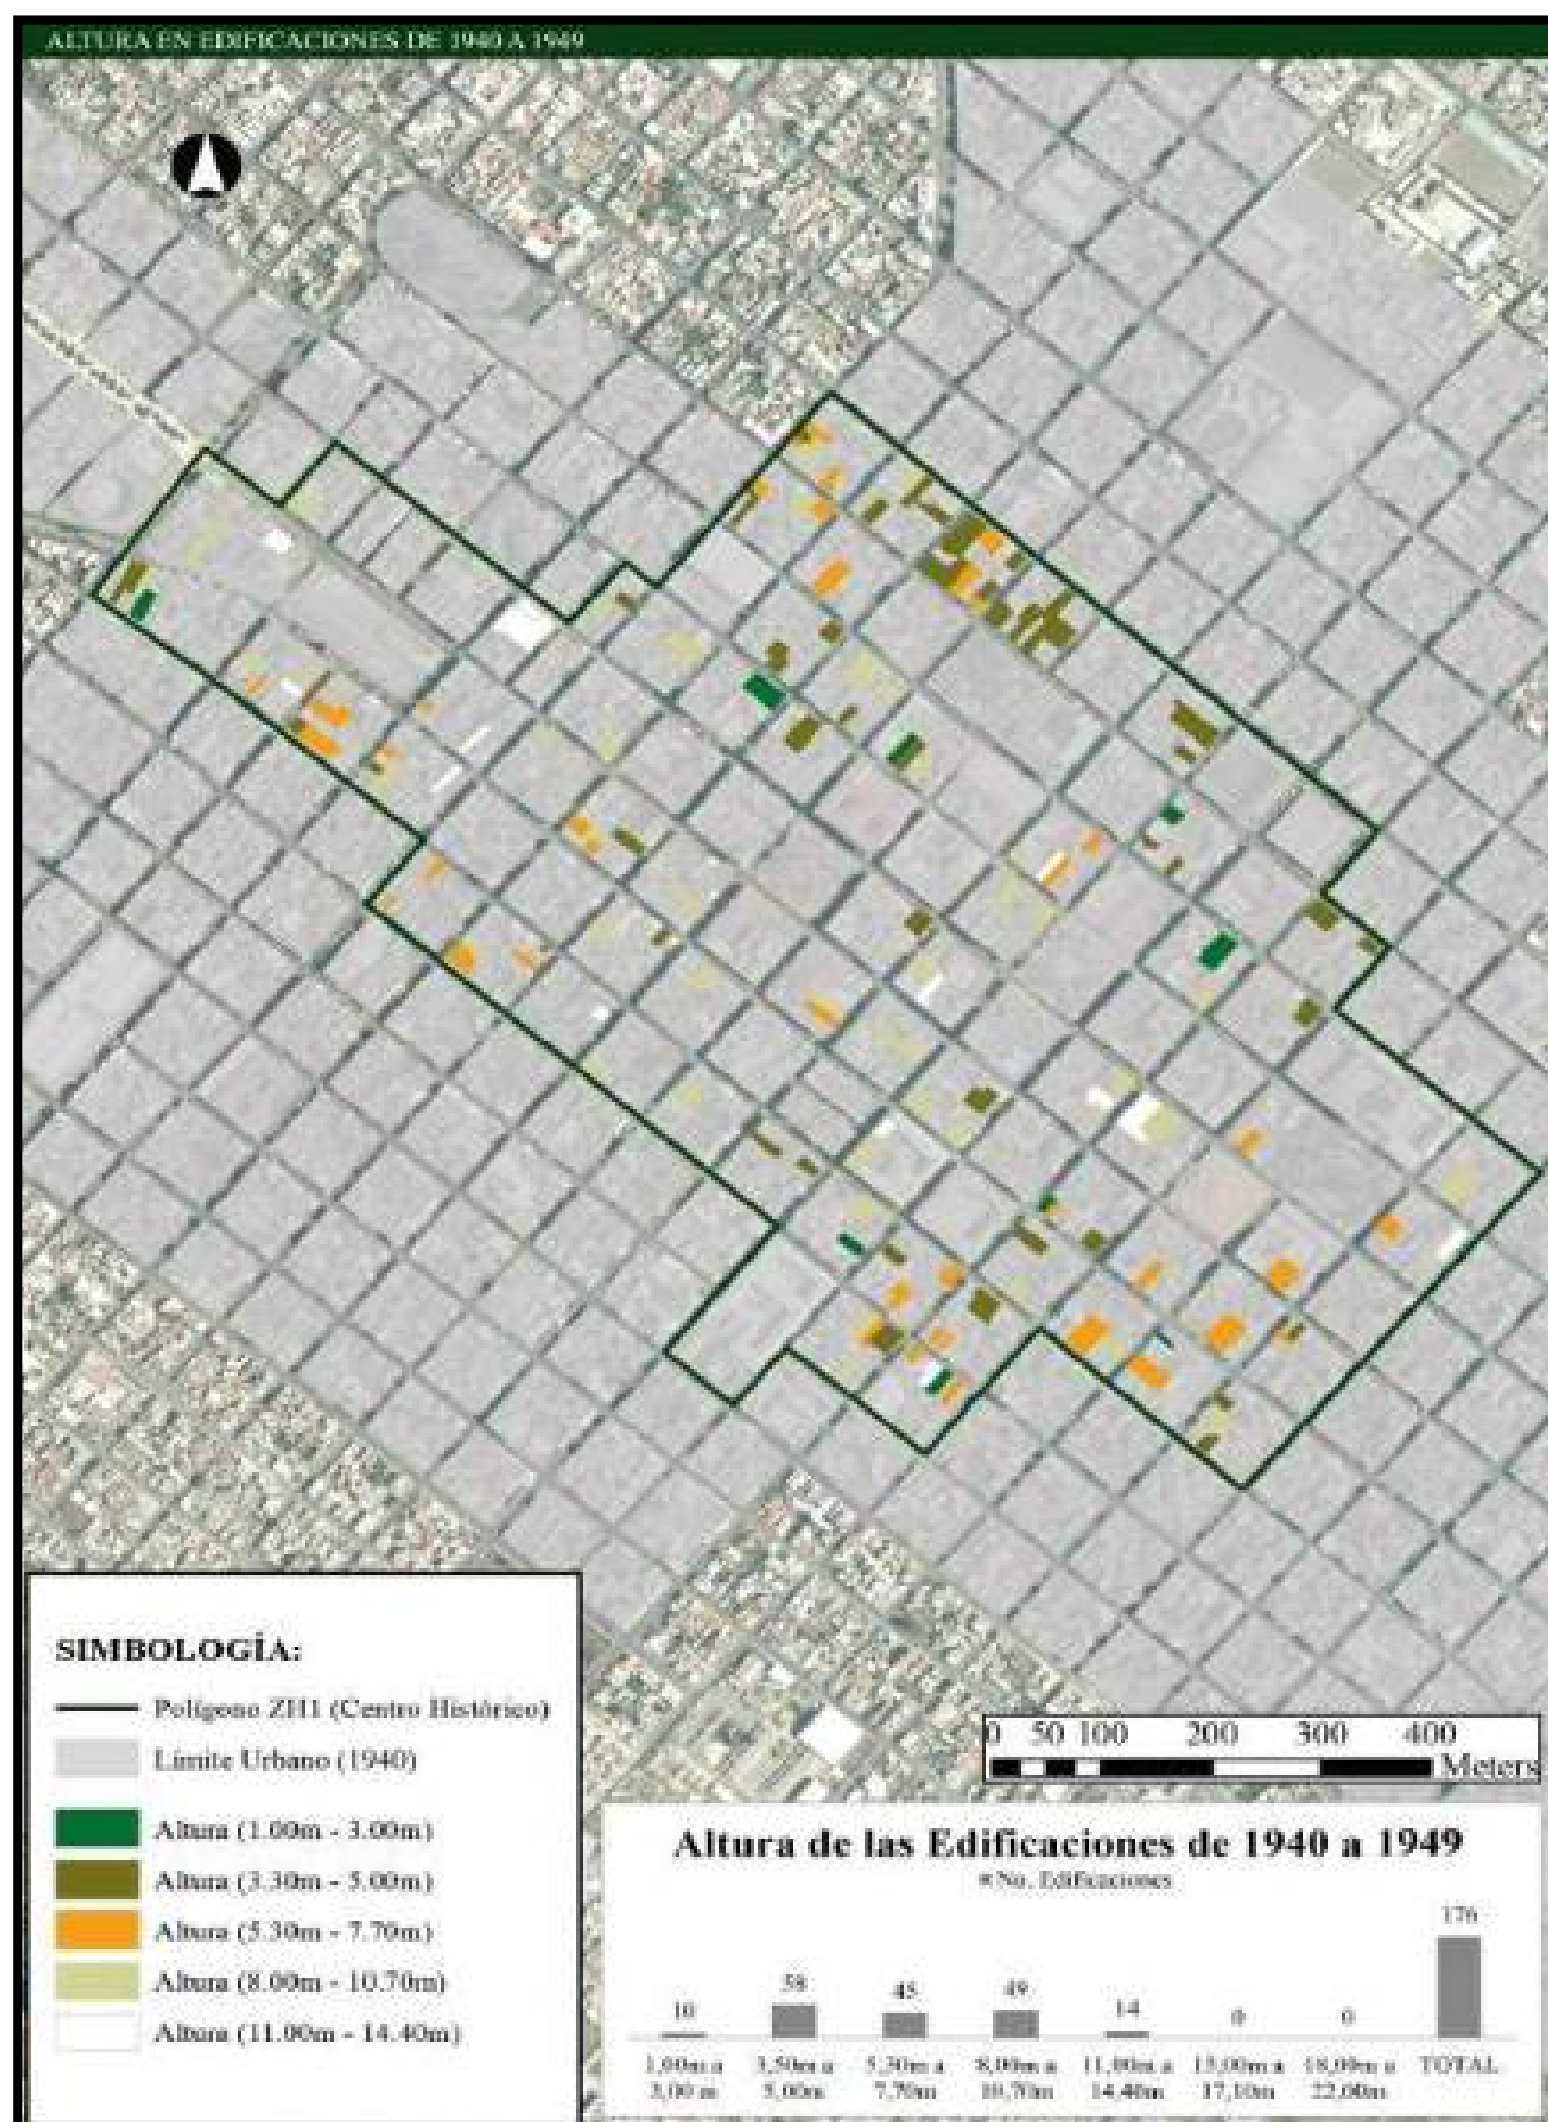 ALTURA EN EDIFICACIONES DE 1940 A 1949
SIMBOLOGÍA:
Polígono ZH1 (Centro Histórico)
Límite Urbano (1940)
Altura (1.00m - 3.00m)
Altura (3.30m - 5.00m)
Altura (5.30m - 7.70m)
Altura (8.00m - 10.70m)
Altura (11.00m - 14.40m)
0 50 100 200 300 400
Meters
Altura de las Edificaciones de 1940 a 1949
No. Edificaciones
10 58 45 49 14 0 0 176
1,00m a 3,50m a 5,30m a 8,00m a 11,00m a 15,00m a 18,00m a TOTAL
3,00 m 5,00m 7,70m 10,70m 14,40m 17,10m 22,00m